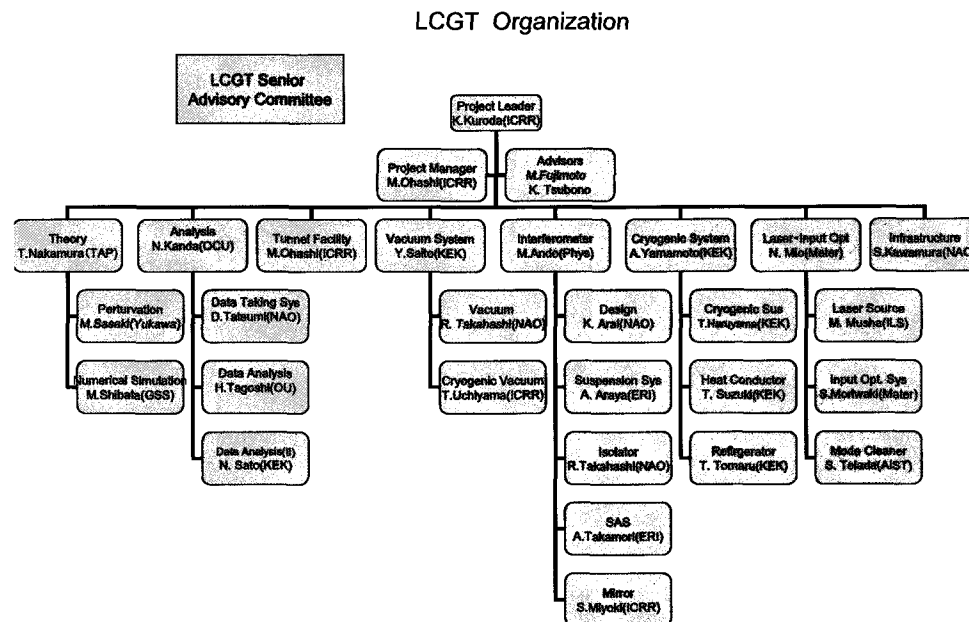 LCGT Organization
LCGT Senior
Advisory Committee
Project Leader
K.Kuroda(ICRR)
Project Manager
M.Ohashi(ICRR)
Advisors
M.Fujimoto
K. Tsubono
Theory
T.Nakamura(TAP)
Analysis
N.Kanda(OCU)
Tunnel Facility
M.Ohashi(ICRR)
Vacuum System
Y.Saito(KEK)
Interferometer
M.Ando(Phys)
Cryogenic System
A.Yamamoto(KEK)
Laser-Input Opt
N. Mio(Mater)
Infrastructure
S.Kawamura(NAO
Perturvation
M.Sasaki(Yukawa)
Data Taking Sys
D.Tatsumi(NAO)
Vacuum
R. Takahashi(NAO)
Design
K. Arai(NAO)
Cryogenic Sus
T.Haruyama(KEK)
Laser Source
M. Musha(ILS)
Numerical Simulation
M.Shibata(GSS)
Data Analysis
H.Tagoshi(OU)
Cryogenic Vacuum
T.Uchiyama(ICRR)
Suspension Sys
A. Araya(ERI)
Heat Conductor
T. Suzuki(KEK)
Input Opt. Sys
S.Moriwaki(Mater)
Data Analysis(II)
N. Sato(KEK)
Isolator
R.Takahashi(NAO)
Refirgerator
T. Tomaru(KEK)
Mode Cleaner
S. Telada(AIST)
SAS
A.Takamori(ERI)
Mirror
S.Miyoki(ICRR)